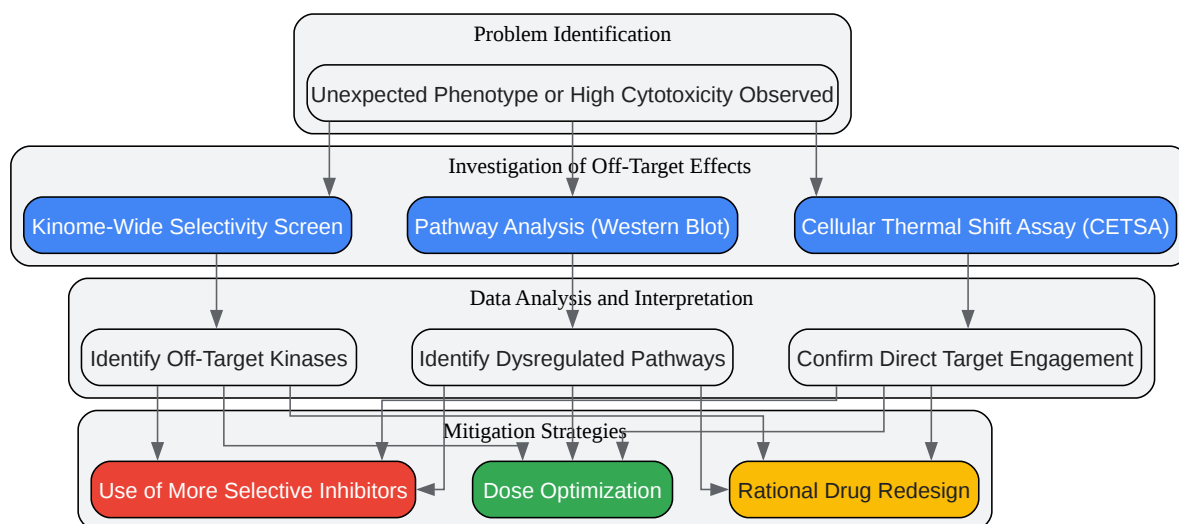 Problem Identification
Unexpected Phenotype or High Cytotoxicity Observed
Investigation of Off-Target Effects
Kinome-Wide Selectivity Screen
Pathway Analysis (Western Blot)
Cellular Thermal Shift Assay (CETSA)
Data Analysis and Interpretation
Identify Off-Target Kinases
Identify Dysregulated Pathways
Confirm Direct Target Engagement
Mitigation Strategies
Use of More Selective Inhibitors
Dose Optimization
Rational Drug Redesign